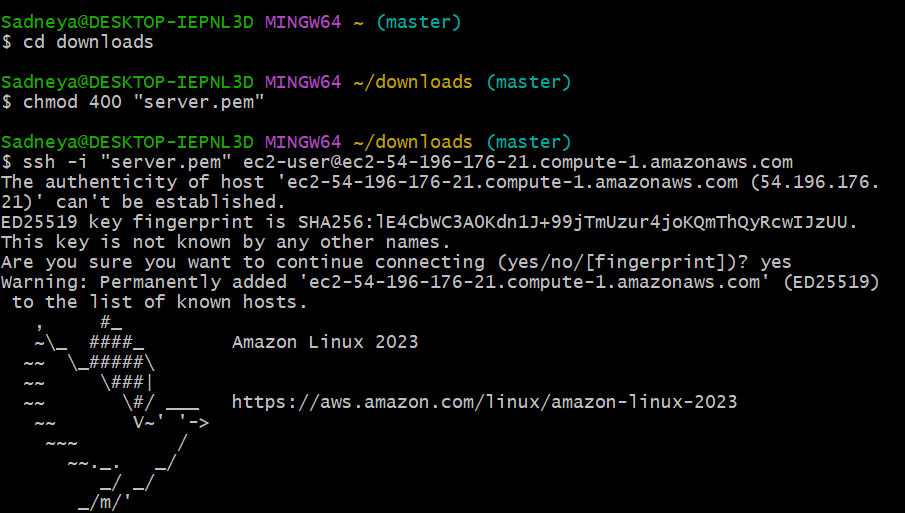 Sadneya@DESKTOP-IEPNL3D MINGW64 ~ (master)
$ cd downloads

Sadneya@DESKTOP-IEPNL3D MINGW64 ~/downloads (master)
$ chmod 400 "server.pem"

Sadneya@DESKTOP-IEPNL3D MINGW64 ~/downloads (master)
$ ssh -i "server.pem" ec2-user@ec2-54-196-176-21.compute-1.amazonaws.com
The authenticity of host 'ec2-54-196-176-21.compute-1.amazonaws.com (54.196.176.
21)' can't be established.
ED25519 key fingerprint is SHA256:lE4CbWC3AOKdn1J+99jTmUzur4joKQmThQyRcwIJzUU.
This key is not known by any other names.
Are you sure you want to continue connecting (yes/no/[fingerprint])? yes
Warning: Permanently added 'ec2-54-196-176-21.compute-1.amazonaws.com' (ED25519)
 to the list of known hosts.
   ,     #_
   ~\_  ####_        Amazon Linux 2023
  ~~  \_#####\
  ~~     \###|
  ~~       \#/ ___   https://aws.amazon.com/linux/amazon-linux-2023
   ~~       V~' '->
    ~~~         /
      ~~._.   _/
         _/ _/
       _/m/'